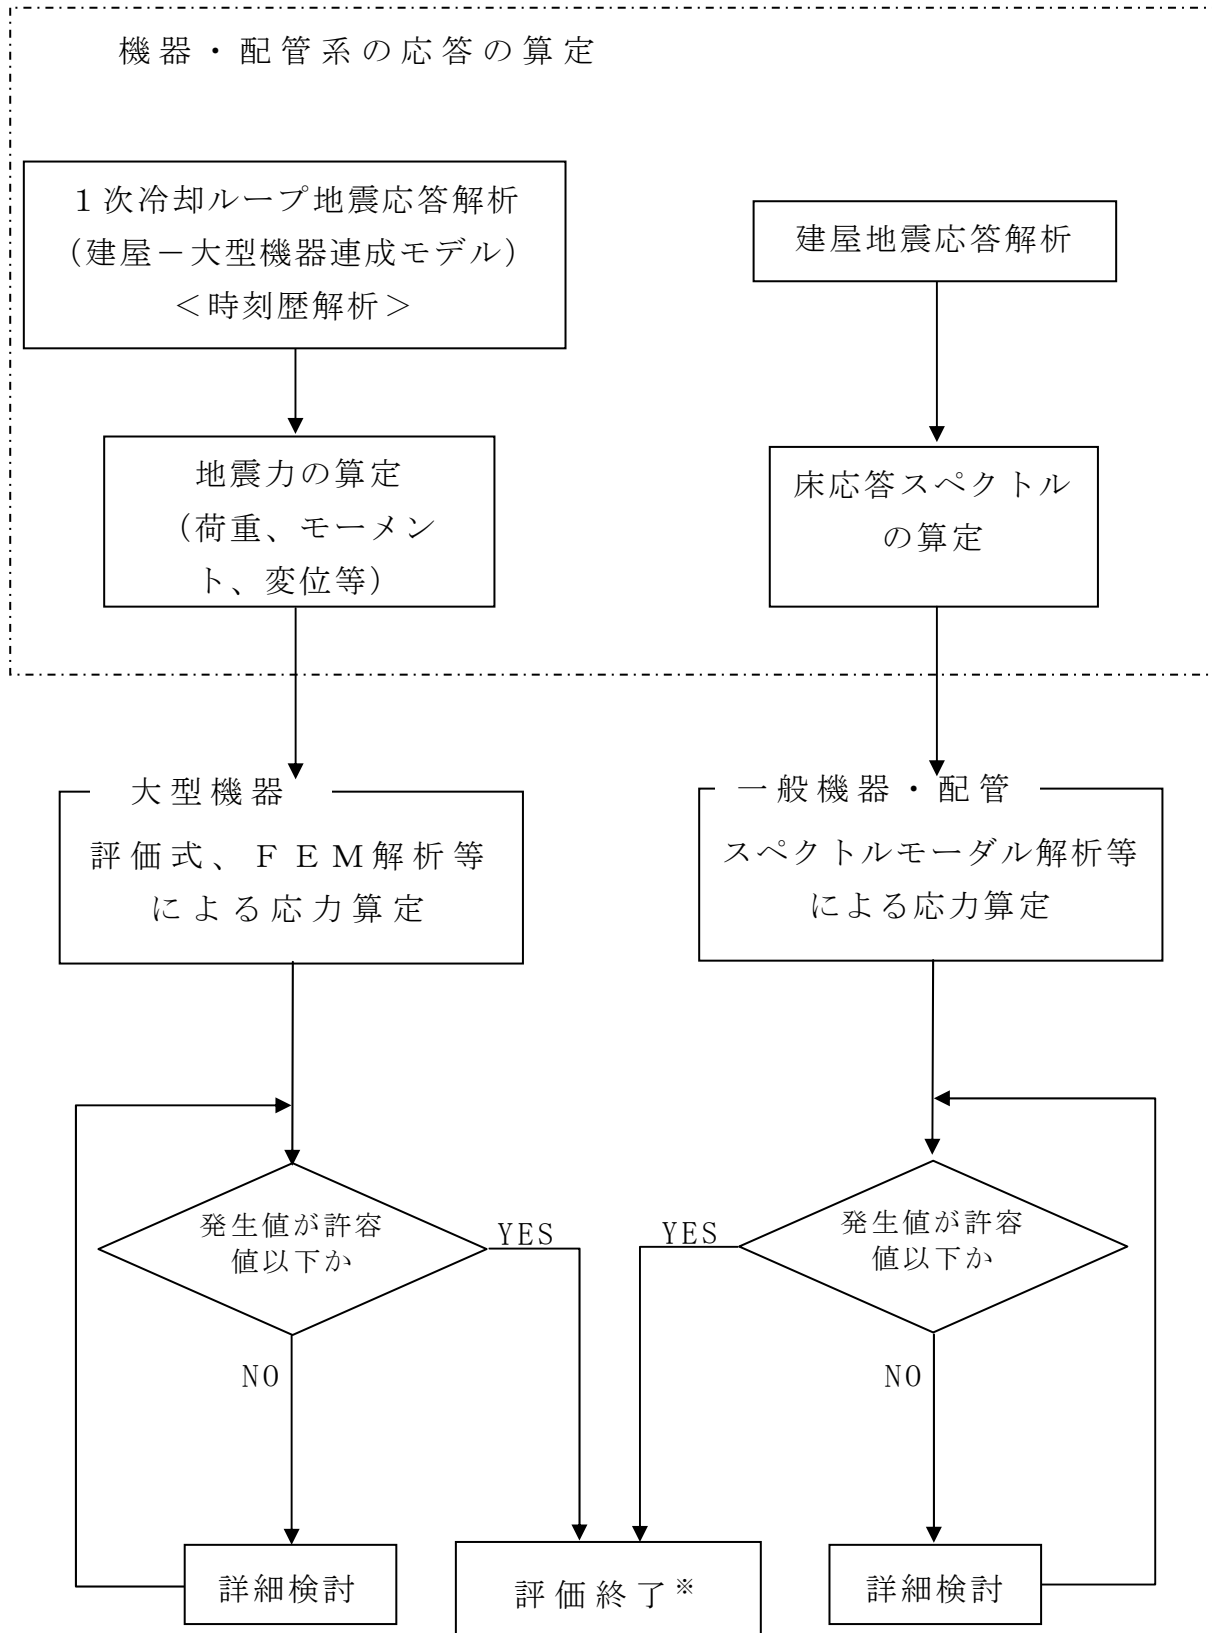 機器・配管系の応答の算定
１次冷却ループ地震応答解析
（建屋－大型機器連成モデル）
＜時刻歴解析＞
地震力の算定
（荷重、モーメン
ト、変位等）
建屋地震応答解析
床応答スペクトル
の算定
大型機器
評価式、ＦＥＭ解析等
による応力算定
一般機器・配管
スペクトルモーダル解析等
による応力算定
発生値が許容
値以下か
YES
NO
詳細検討
発生値が許容
値以下か
YES
NO
詳細検討
評価終了※